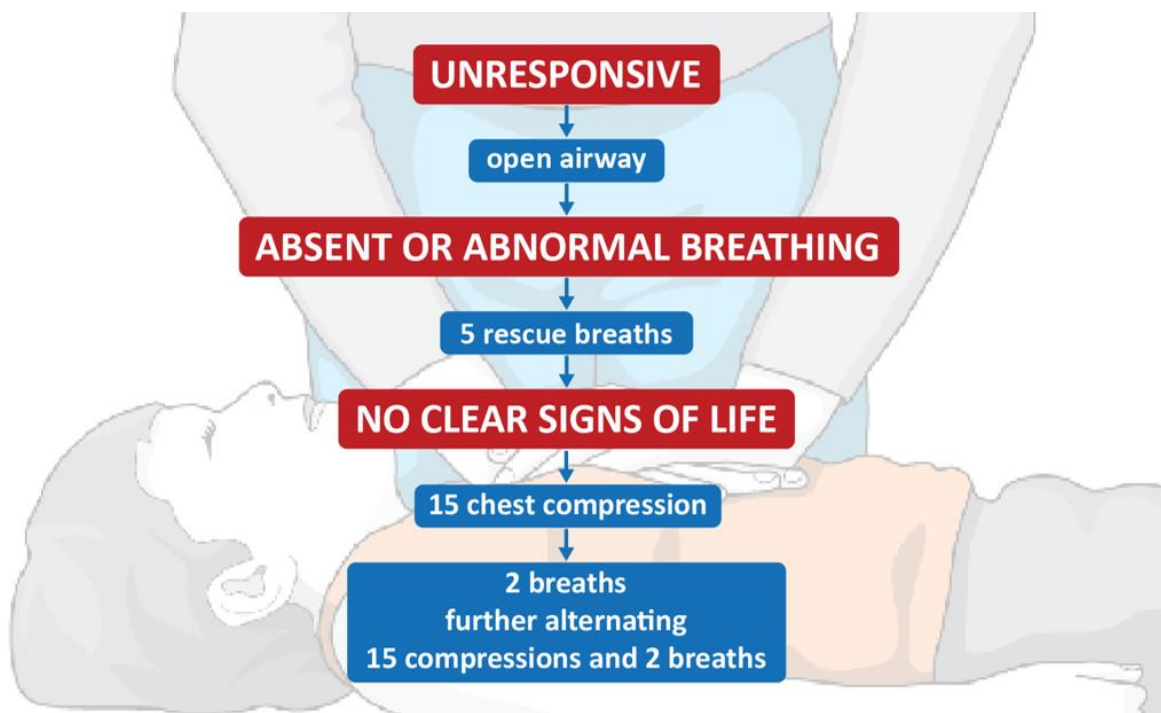 UNRESPONSIVE
open airway
ABSENT OR ABNORMAL BREATHING
5 rescue breaths
NO CLEAR SIGNS OF LIFE
15 chest compression
2 breaths
further alternating
15 compressions and 2 breaths